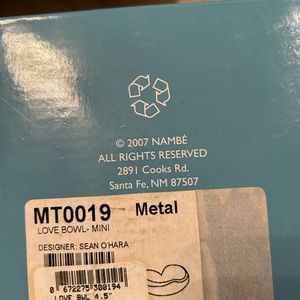 © 2007 NAMBÉ
ALL RIGHTS RESERVED
2891 Cooks Rd.
Santa Fe, NM 87507
MT0019 Metal
LOVE BOWL- MINI
DESIGNER: SEAN O'HARA
0 672275 300194
LOVE BWL 4.5"